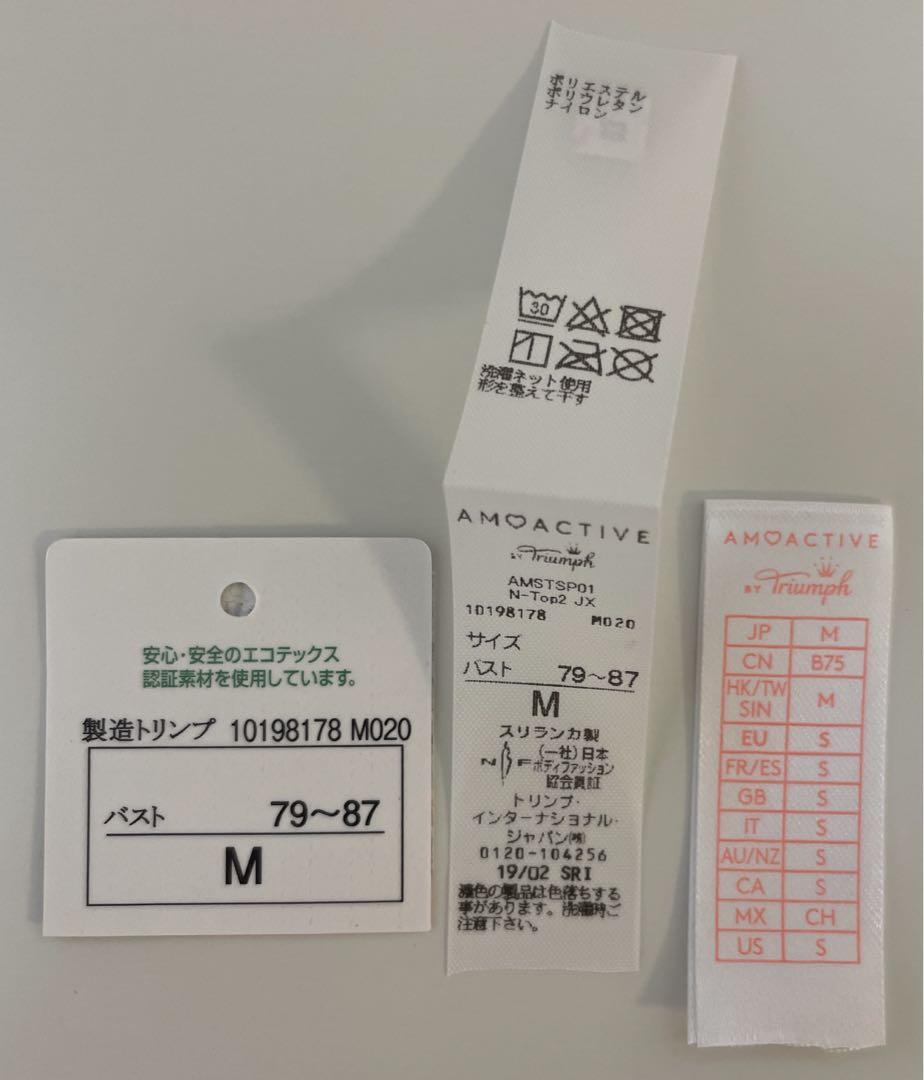 安心・安全のエコテックス
認証素材を使用しています。
製造トリンプ 10198178 M020
バスト 79～87
M
ポリエステル
ポリウレタン
ナイロン
30
洗濯ネット使用
形を整えて干す
AMOACTIVE
BY Triumph
AMSTSP01
N-Top2 JX
10198178 M020
サイズ
バスト 79～87
M
スリランカ製
NBF (一社)日本
ボディファッション
協会員証
トリンプ・
インターナショナル・
ジャパン㈱
0120-104256
19/02 SRI
濃色の製品は色落ちする
事があります。洗濯時ご
注意下さい。
AMOACTIVE
BY Triumph
JP M
CN B75
HK/TW
SIN M
EU S
FR/ES S
GB S
IT S
AU/NZ S
CA S
MX CH
US S